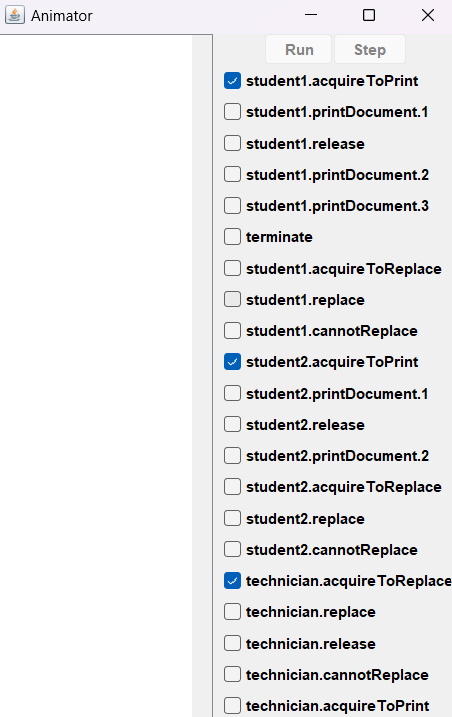 Animator
Run Step
student1.acquireToPrint
student1.printDocument.1
student1.release
student1.printDocument.2
student1.printDocument.3
terminate
student1.acquireToReplace
student1.replace
student1.cannotReplace
student2.acquireToPrint
student2.printDocument.1
student2.release
student2.printDocument.2
student2.acquireToReplace
student2.replace
student2.cannotReplace
technician.acquireToReplace
technician.replace
technician.release
technician.cannotReplace
technician.acquireToPrint